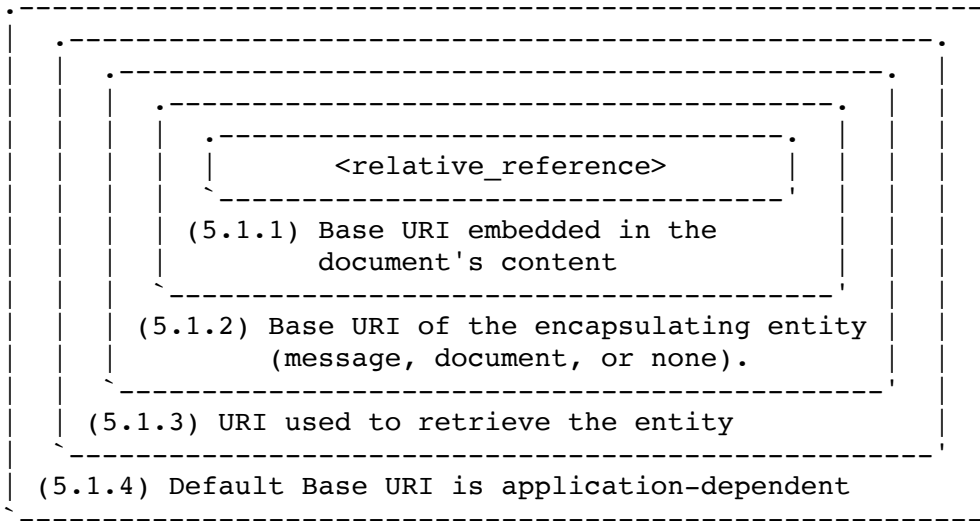 <relative_reference>
(5.1.1) Base URI embedded in the
document's content
(5.1.2) Base URI of the encapsulating entity
(message, document, or none).
(5.1.3) URI used to retrieve the entity
(5.1.4) Default Base URI is application-dependent